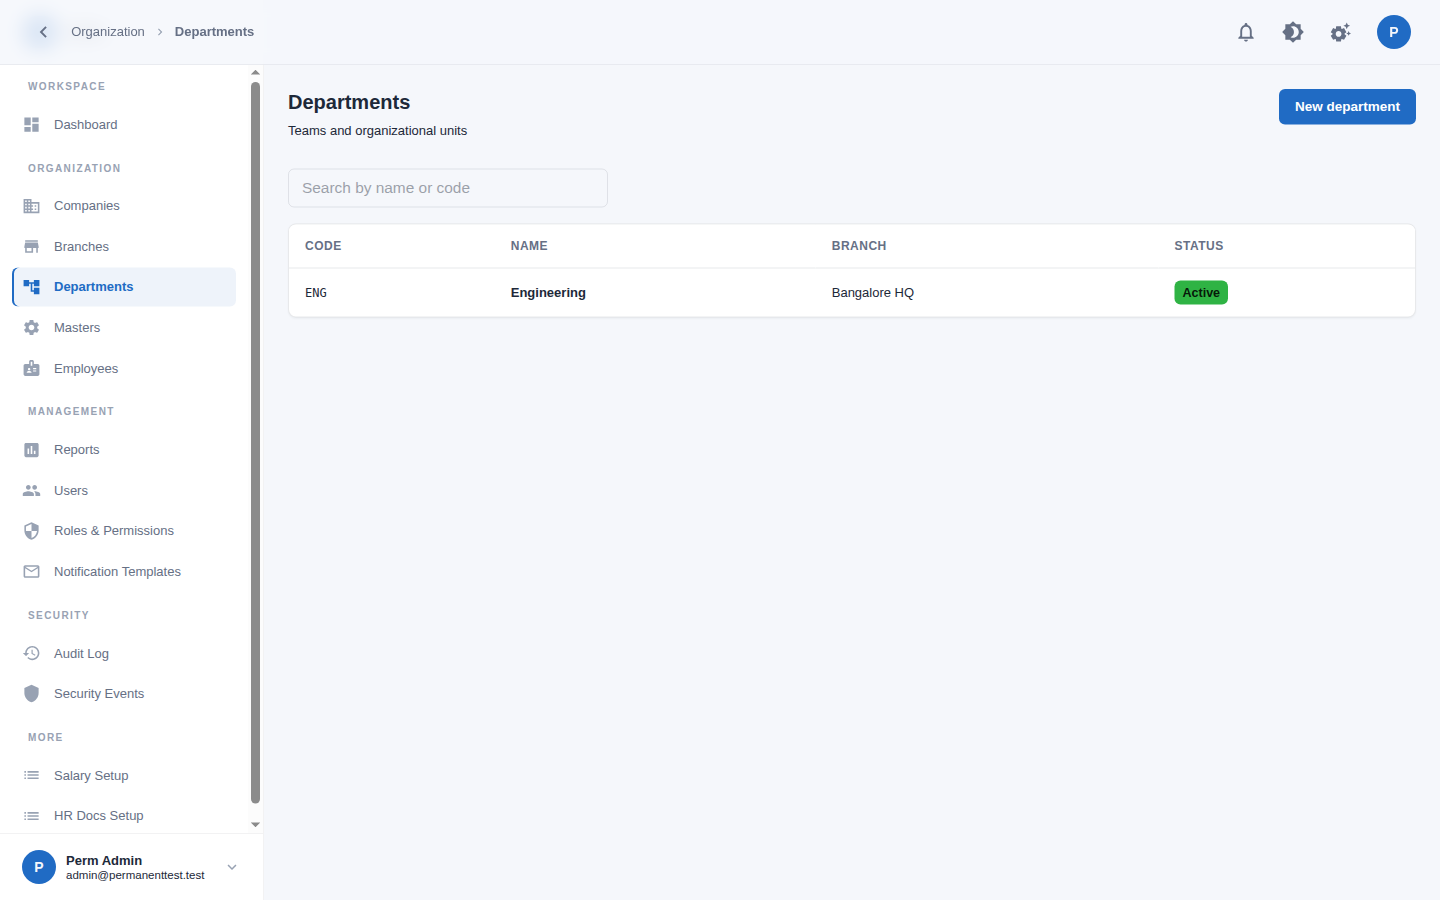 Organization › Departments
P
WORKSPACE
Dashboard
ORGANIZATION
Companies
Branches
Departments
Masters
Employees
MANAGEMENT
Reports
Users
Roles & Permissions
Notification Templates
SECURITY
Audit Log
Security Events
MORE
Salary Setup
HR Docs Setup
P
Perm Admin
admin@permanenttest.test
Departments
Teams and organizational units
New department
Search by name or code
CODE NAME BRANCH STATUS
ENG Engineering Bangalore HQ Active